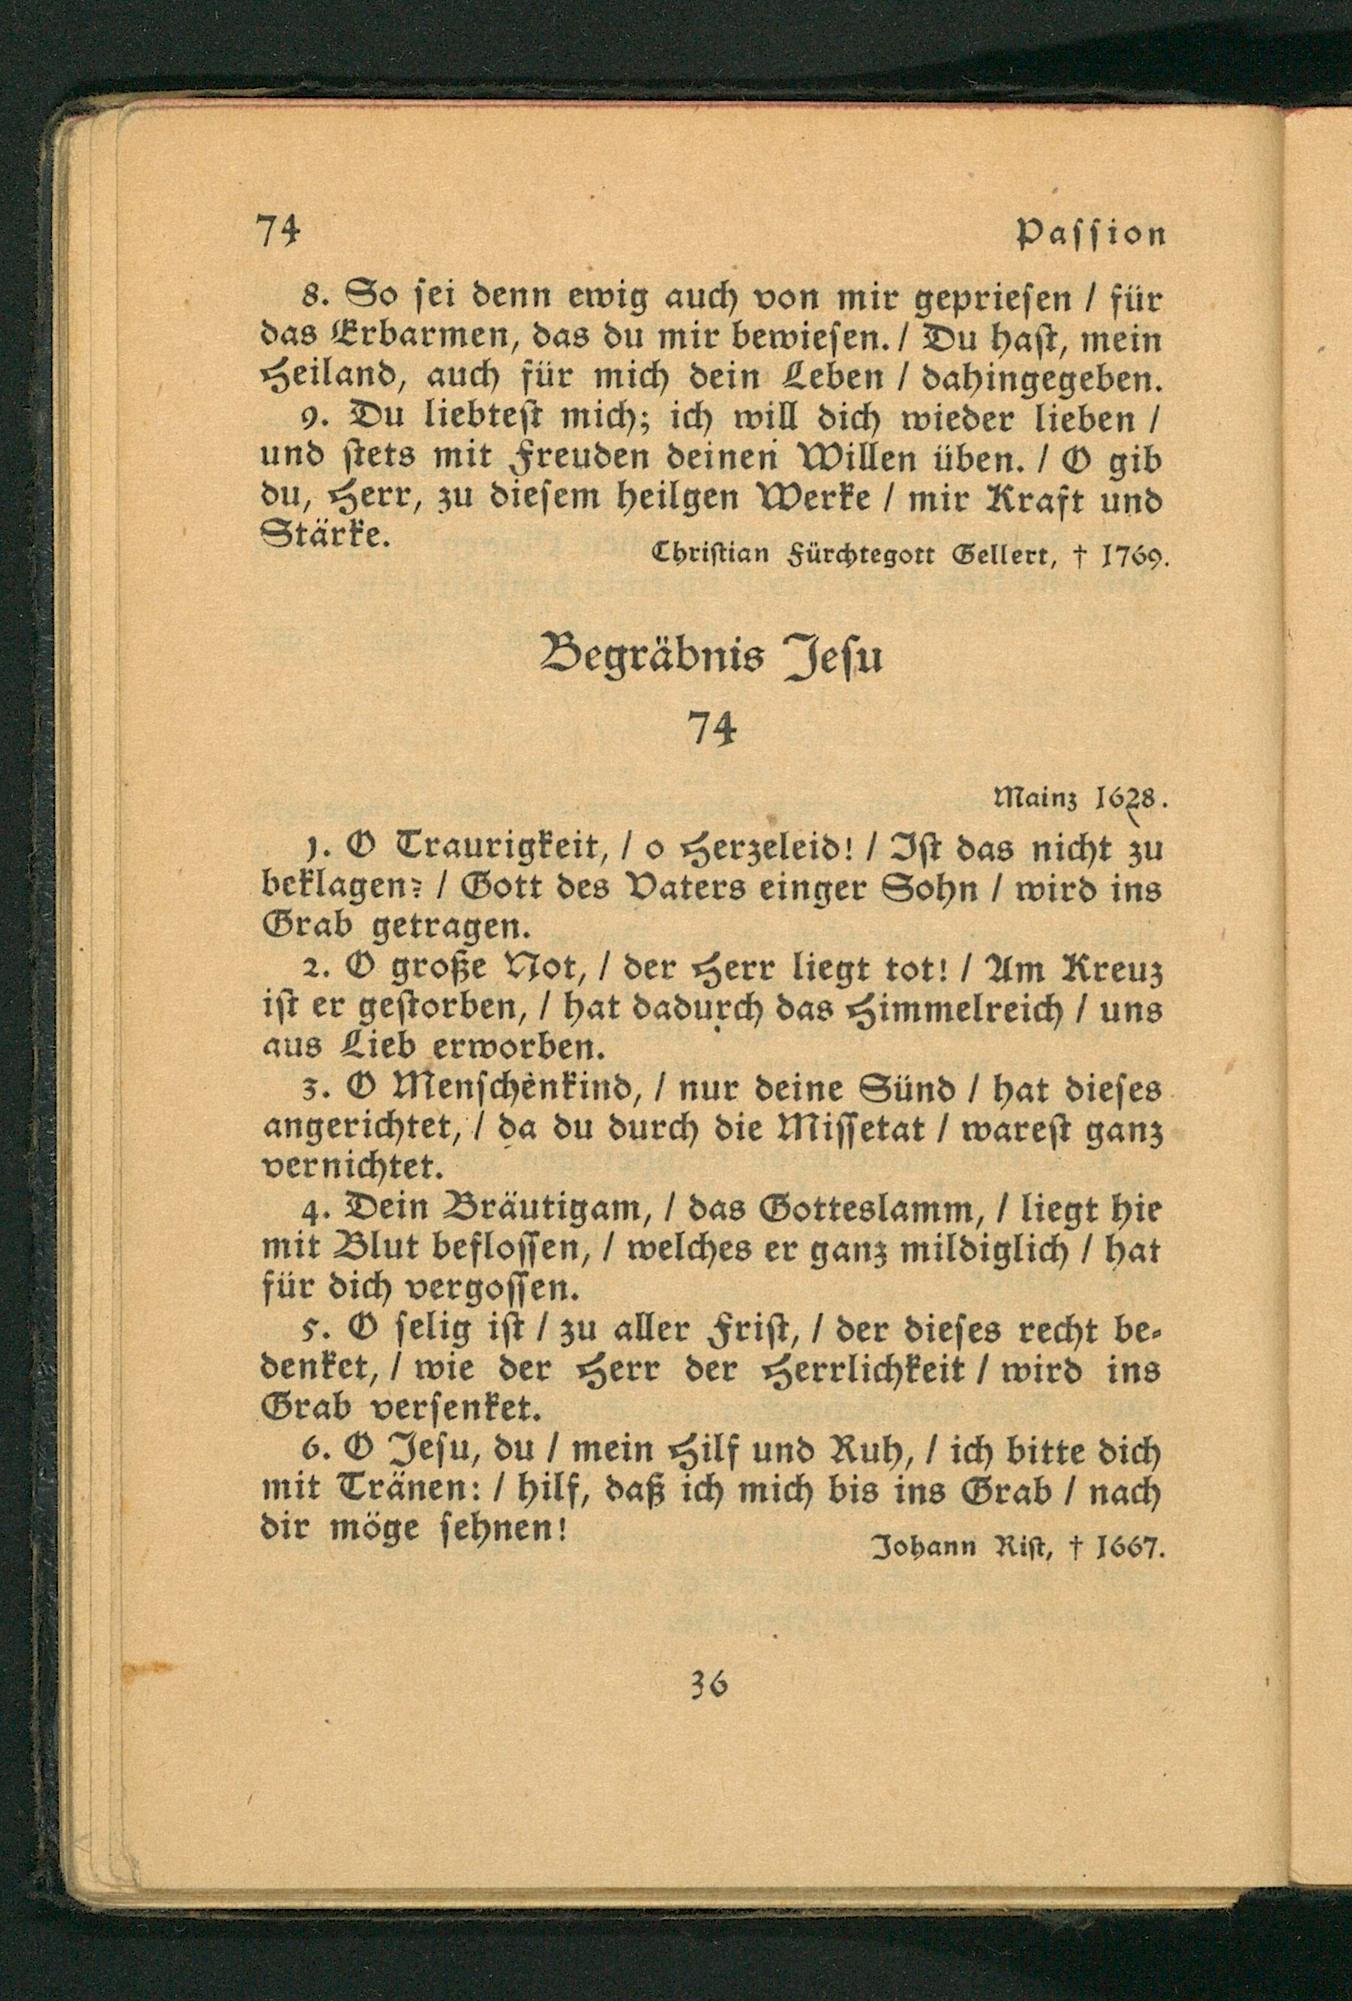 74 Passion
8. So sei denn ewig auch von mir gepriesen / für
das Erbarmen, das du mir bewiesen. / Du hast, mein
Heiland, auch für mich dein Leben / dahingegeben.
9. Du liebtest mich; ich will dich wieder lieben /
und stets mit Freuden deinen Willen üben. / O gib
du, Herr, zu diesem heilgen Werke / mir Kraft und
Stärke.
Christian Fürchtegott Gellert, † 1769.
Begräbnis Jesu
74
Mainz 1628.
1. O Traurigkeit, / o Herzeleid! / Ist das nicht zu
beklagen? / Gott des Vaters einger Sohn / wird ins
Grab getragen.
2. O große Not, / der Herr liegt tot! / Am Kreuz
ist er gestorben, / hat dadurch das Himmelreich / uns
aus Lieb erworben.
3. O Menschenkind, / nur deine Sünd / hat dieses
angerichtet, / da du durch die Missetat / warest ganz
vernichtet.
4. Dein Bräutigam, / das Gotteslamm, / liegt hie
mit Blut beflossen, / welches er ganz mildiglich / hat
für dich vergossen.
5. O selig ist / zu aller Frist, / der dieses recht be-
denket, / wie der Herr der Herrlichkeit / wird ins
Grab versenket.
6. O Jesu, du / mein Hilf und Ruh, / ich bitte dich
mit Tränen: / hilf, daß ich mich bis ins Grab / nach
dir möge sehnen!
Johann Rist, † 1667.
36